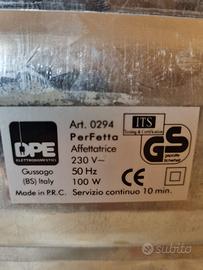 DPE
ELETTRODOMESTICI
Gussago
(BS) Italy
Made in P.R.C.
Art. 0294
PerFetta
Affettatrice
230 V~
50 Hz
100 W
Servizio continuo 10 min.
ITS
Testing & Certification
GS
geprüfte
Sicherheit
subito